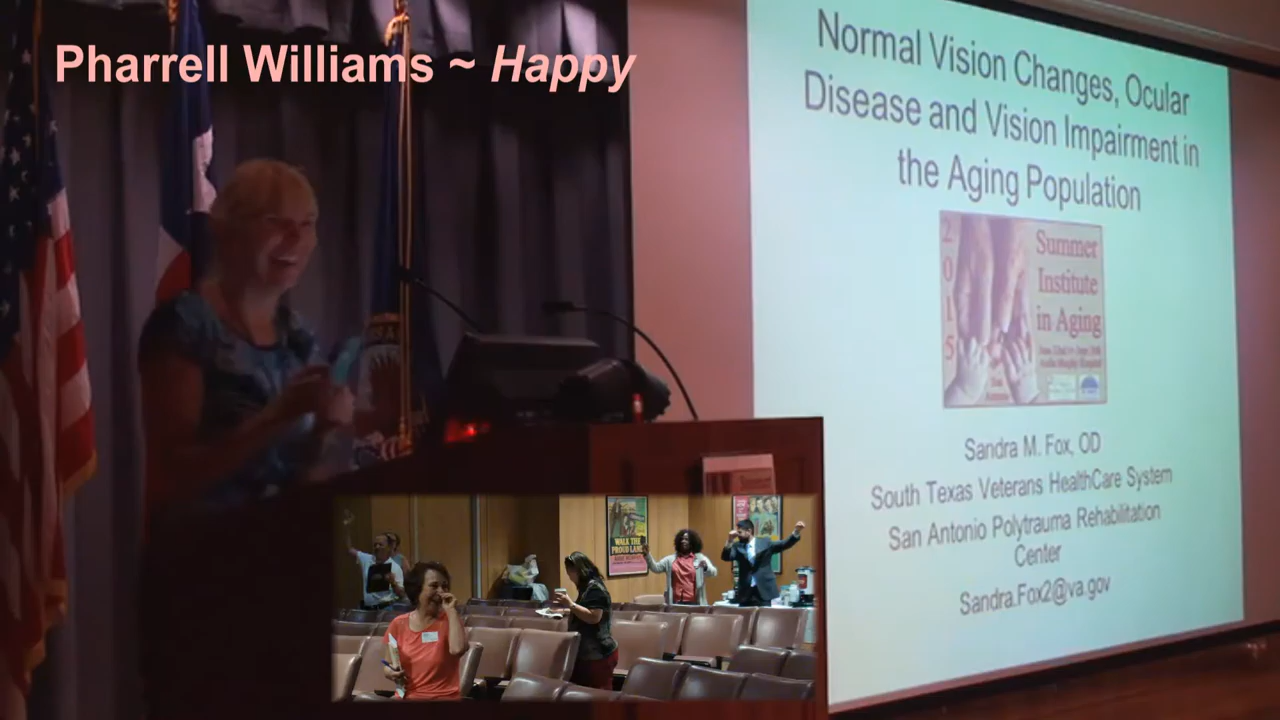 Pharrell Williams ~ Happy
Normal Vision Changes, Ocular
Disease and Vision Impairment in
the Aging Population
2015
Summer
Institute
in Aging
Sandra M. Fox, OD
South Texas Veterans HealthCare System
San Antonio Polytrauma Rehabilitation
Center
Sandra.Fox2@va.gov
WALK THE
PROUD LAND